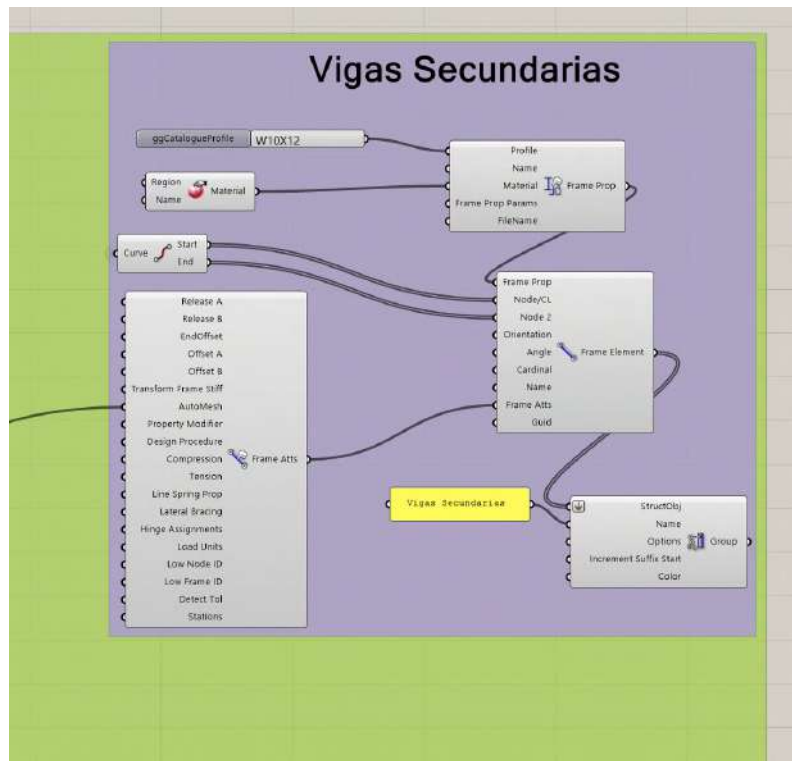 Vigas Secundarias
ggCatalogueProfile W10X12
Region
Name
Material
Profile
Name
Material
Frame Prop Params
FileName
Frame Prop
Curve
Start
End
Frame Prop
Node/CL
Node 2
Orientation
Angle
Cardinal
Name
Frame Atts
Guid
Frame Element
Release A
Release B
EndOffset
Offset A
Offset B
Transform Frame Stiff
AutoMesh
Property Modifier
Design Procedure
Compression
Tension
Line Spring Prop
Lateral Bracing
Hinge Assignments
Load Units
Low Node ID
Low Frame ID
Detect Tol
Stations
Frame Atts
Vigas Secundarias
StructObj
Name
Options
Increment Suffix Start
Color
Group